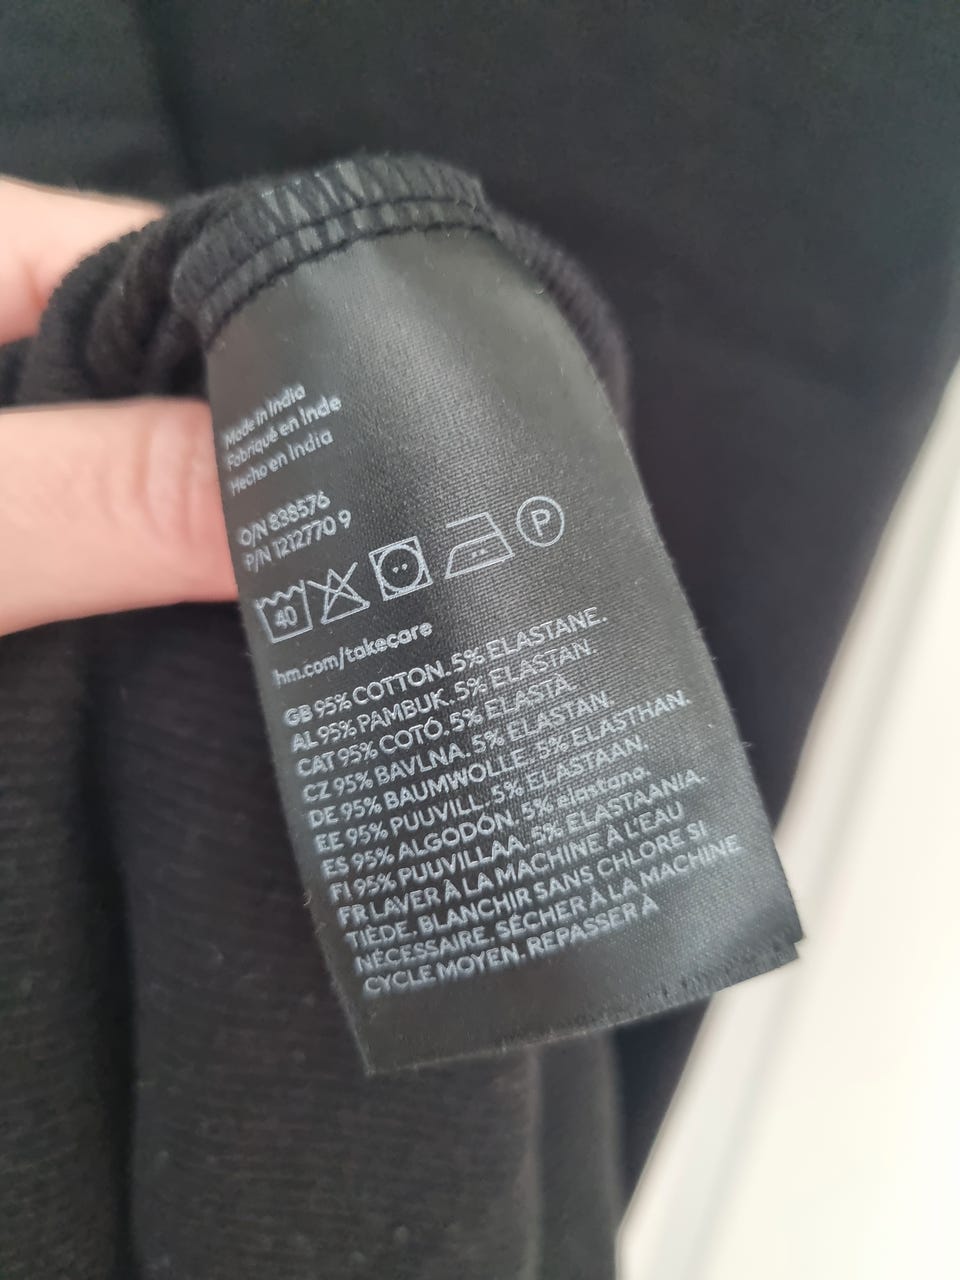 Made in India
Fabriqué en Inde
Hecho en India
O/N 838576
P/N 1212770 9
40 P
hm.com/takecare
GB 95% COTTON. 5% ELASTANE.
AL 95% PAMBUK. 5% ELASTAN.
CAT 95% COTÓ. 5% ELASTÀ.
CZ 95% BAVLNA. 5% ELASTAN.
DE 95% BAUMWOLLE. 5% ELASTHAN.
EE 95% PUUVILL. 5% ELASTAAN.
ES 95% ALGODÓN. 5% elastano.
FI 95% PUUVILLAA. 5% ELASTAANIA.
FR LAVER À LA MACHINE À L'EAU
TIÈDE. BLANCHIR SANS CHLORE SI
NÉCESSAIRE. SÉCHER À LA MACHINE
CYCLE MOYEN. REPASSER À